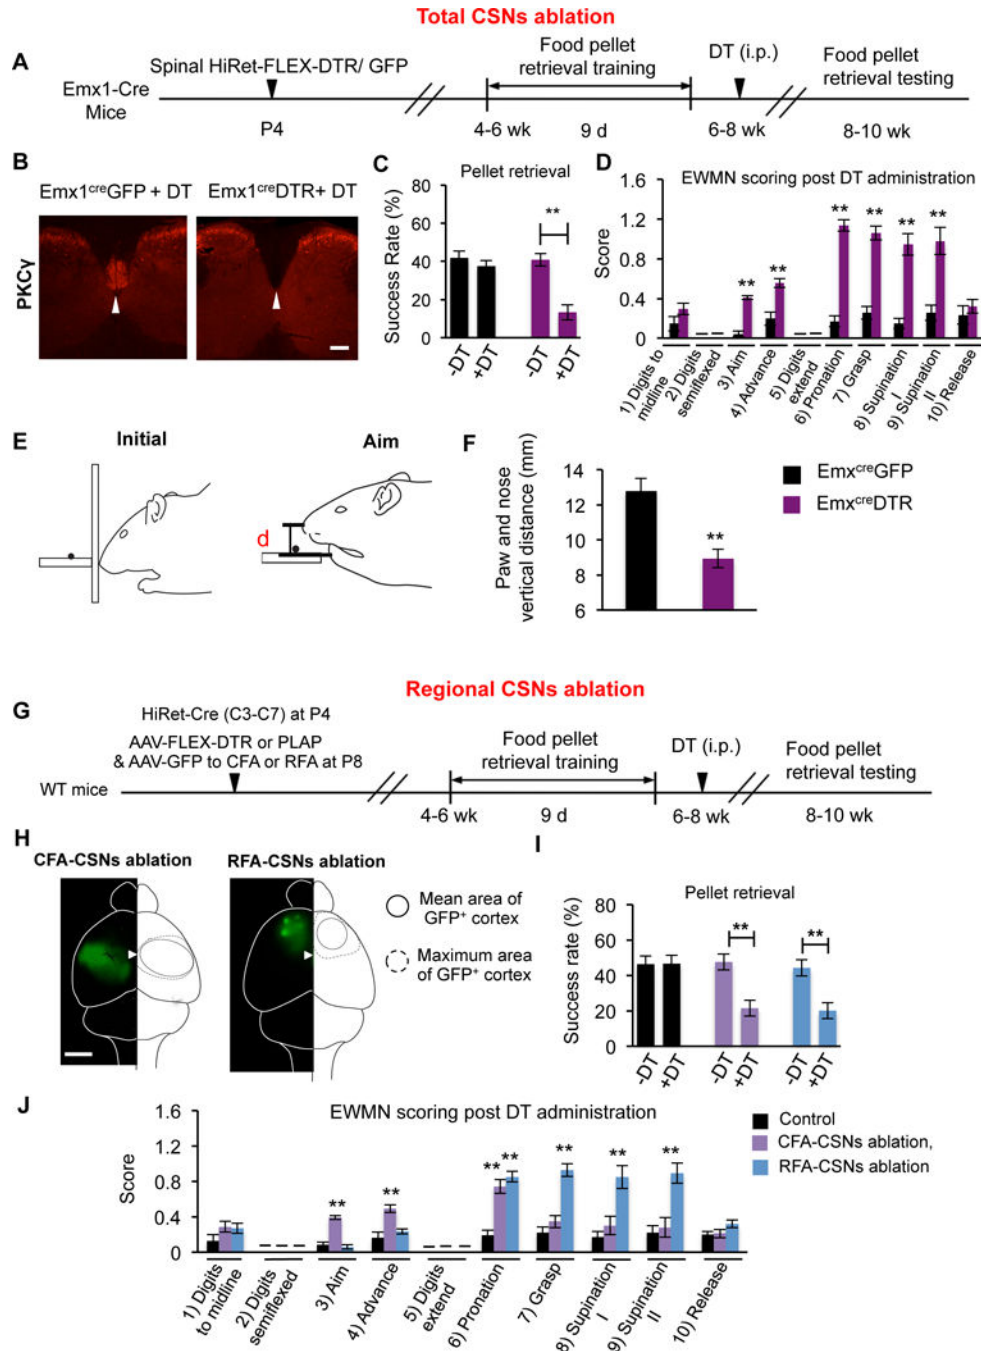 Total CSNs ablation
A
Emx1-Cre
Mice
Spinal HiRet-FLEX-DTR/ GFP
P4
Food pellet
retrieval training
4-6 wk
9 d
DT (i.p.)
6-8 wk
Food pellet
retrieval testing
8-10 wk
B
Emx1creGFP + DT
Emx1creDTR+ DT
PKCγ
C
Pellet retrieval
Success Rate (%)
80
60
40
20
0
**
-DT
+DT
-DT
+DT
D
EWMN scoring post DT administration
Score
1.6
1.2
0.8
0.4
0
** ** ** ** ** **
1) Digits to
midline
2) Digits
semiflexed
3) Aim
4) Advance
5) Digits
extend
6) Pronation
7) Grasp
8) Supination
I
9) Supination
II
10) Release
E
Initial
Aim
d
F
Paw and nose
vertical distance (mm)
14
12
10
8
6
**
EmxcreGFP
EmxcreDTR
Regional CSNs ablation
G
WT mice
HiRet-Cre (C3-C7) at P4
AAV-FLEX-DTR or PLAP
& AAV-GFP to CFA or RFA at P8
Food pellet
retrieval training
4-6 wk
9 d
DT (i.p.)
6-8 wk
Food pellet
retrieval testing
8-10 wk
H
CFA-CSNs ablation
RFA-CSNs ablation
Mean area of
GFP+ cortex
Maximum area
of GFP+ cortex
I
Pellet retrieval
Success rate (%)
80
60
40
20
0
**
**
-DT
+DT
-DT
+DT
-DT
+DT
J
EWMN scoring post DT administration
Score
1.6
1.2
0.8
0.4
0
** ** ** ** ** ** **
1) Digits
to midline
2) Digits
semiflexed
3) Aim
4) Advance
5) Digits
extend
6) Pronation
7) Grasp
8) Supination
I
9) Supination
II
10) Release
Control
CFA-CSNs ablation,
RFA-CSNs ablation